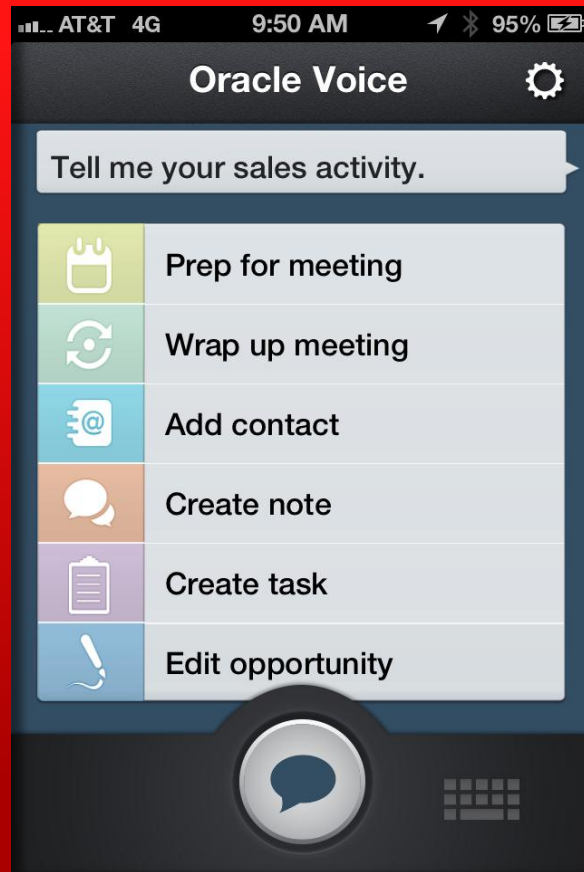 AT&T 4G 9:50 AM 95%
Oracle Voice
Tell me your sales activity.
Prep for meeting
Wrap up meeting
Add contact
@
Create note
Create task
Edit opportunity